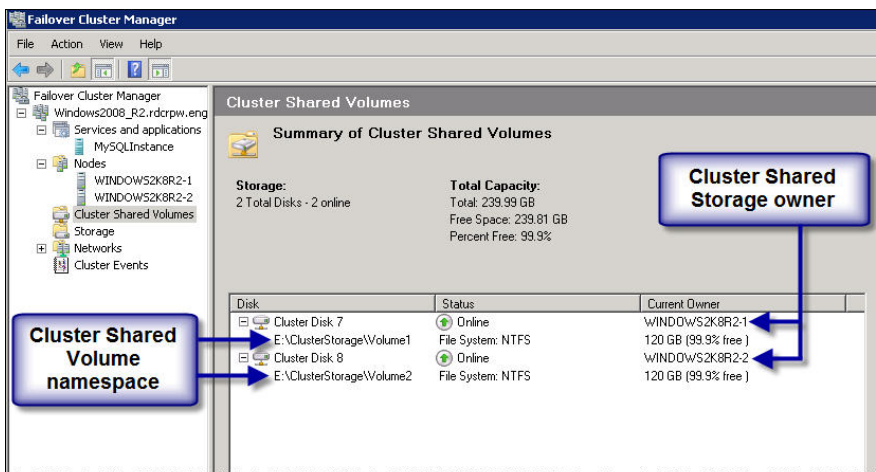 Failover Cluster Manager
File Action View Help
Failover Cluster Manager
Windows2008_R2.rdcrpw.eng
Services and applications
MySQLInstance
Nodes
WINDOWS2K8R2-1
WINDOWS2K8R2-2
Cluster Shared Volumes
Storage
Networks
Cluster Events
Cluster Shared Volumes
Summary of Cluster Shared Volumes
Storage:
2 Total Disks - 2 online
Total Capacity:
Total: 239.99 GB
Free Space: 239.81 GB
Percent Free: 99.9%
Cluster Shared
Storage owner
Disk Status Current Owner
Cluster Disk 7 Online WINDOWS2K8R2-1
E:\ClusterStorage\Volume1 File System: NTFS 120 GB (99.9% free )
Cluster Disk 8 Online WINDOWS2K8R2-2
E:\ClusterStorage\Volume2 File System: NTFS 120 GB (99.9% free )
Cluster Shared
Volume
namespace